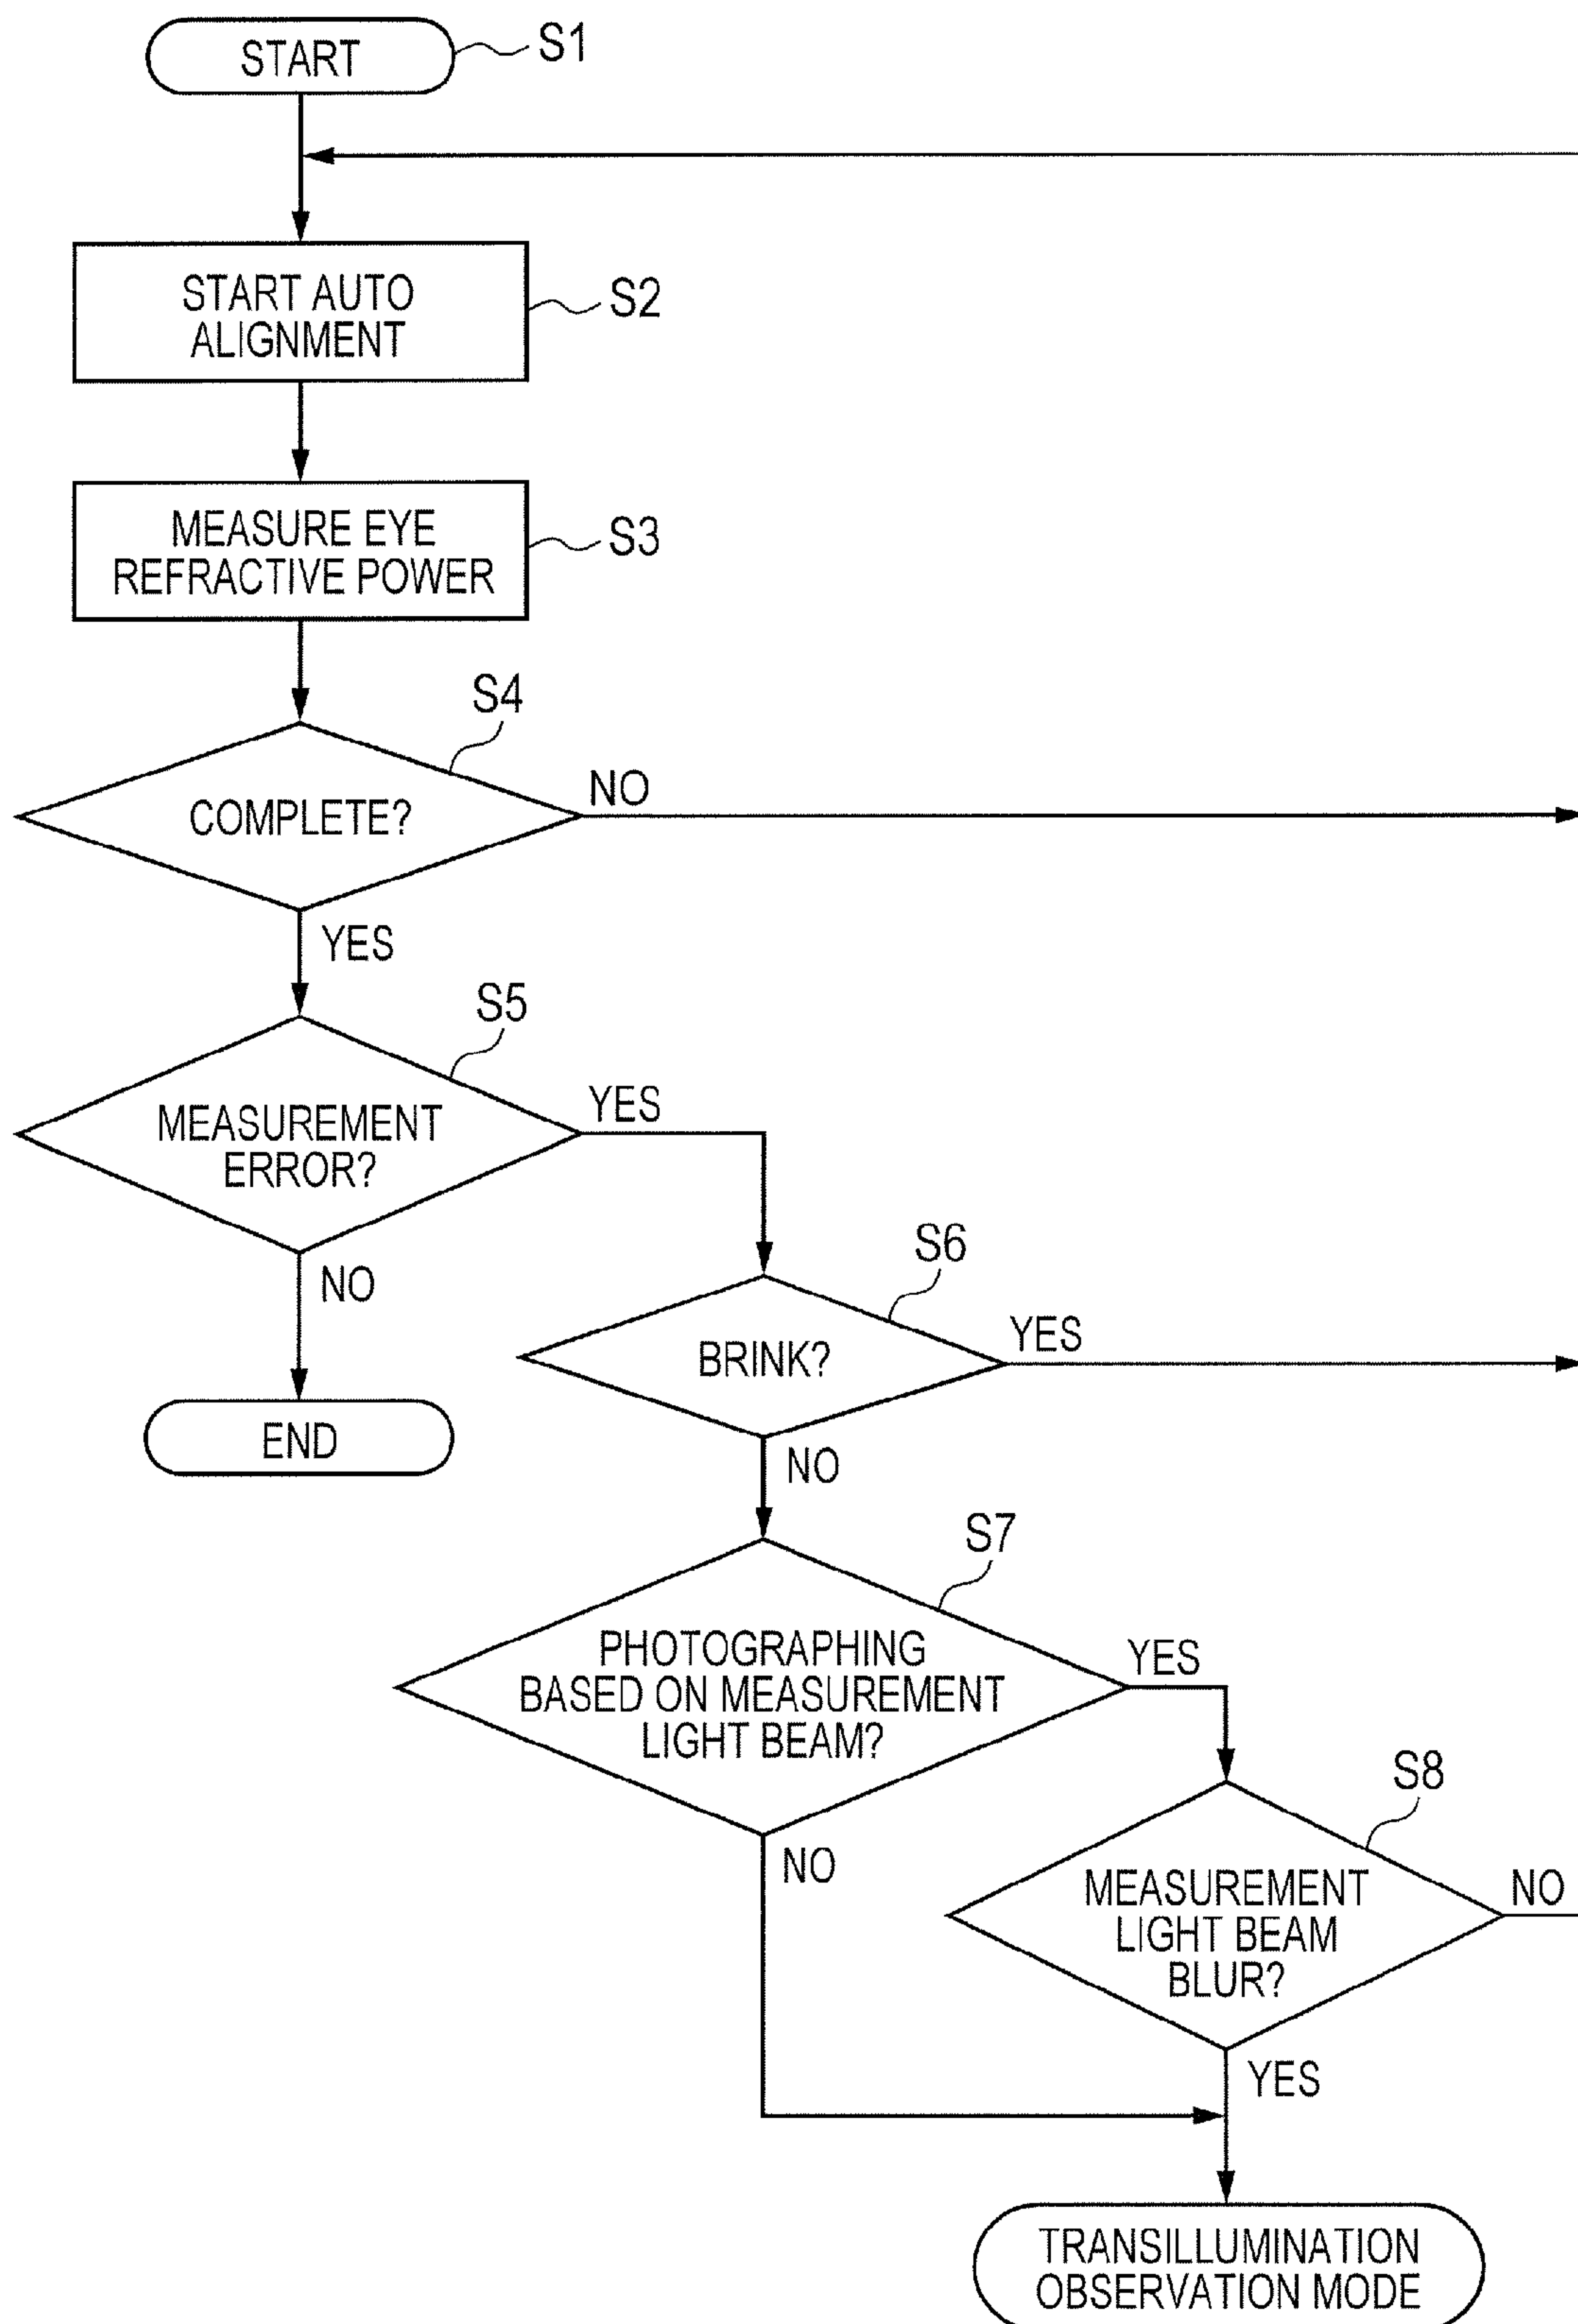 START
S1
START AUTO
ALIGNMENT
S2
MEASURE EYE
REFRACTIVE POWER
S3
S4
COMPLETE?
NO
YES
S5
MEASUREMENT
ERROR?
YES
NO
S6
BRINK?
YES
END
NO
S7
PHOTOGRAPHING
BASED ON MEASUREMENT
LIGHT BEAM?
YES
NO
S8
MEASUREMENT
LIGHT BEAM
BLUR?
NO
YES
TRANSILLUMINATION
OBSERVATION MODE